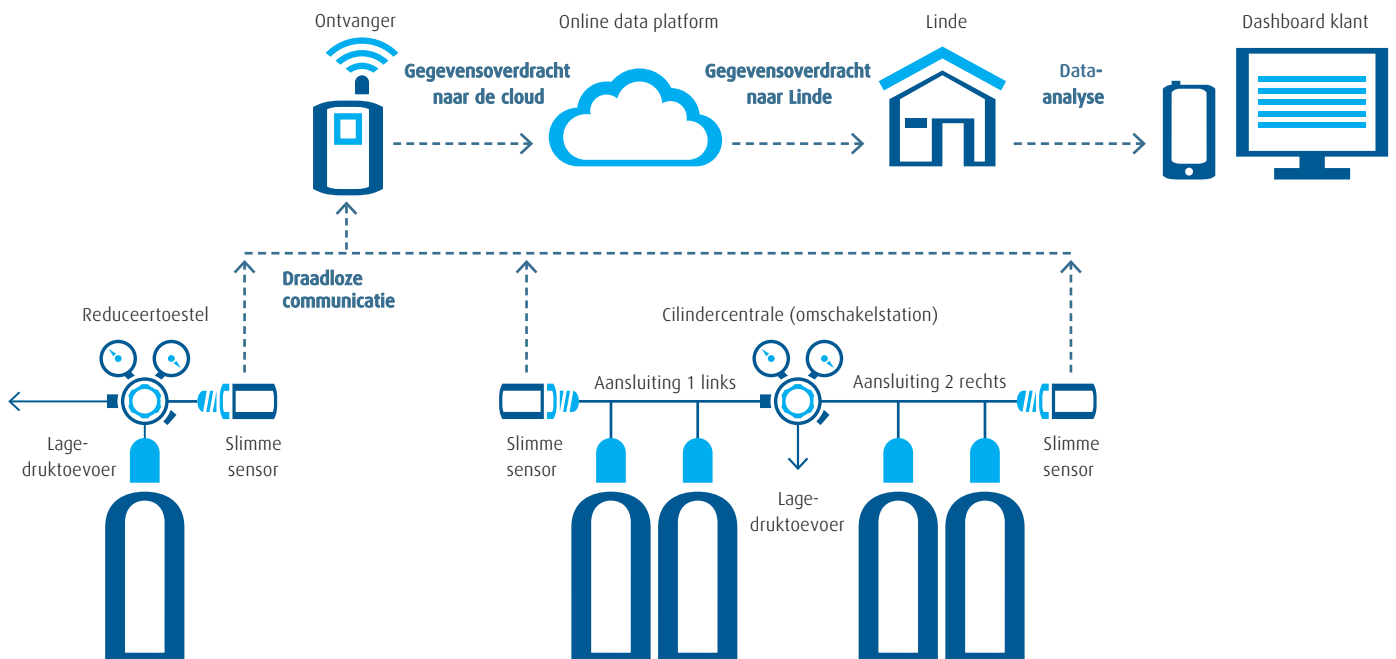 Ontvanger
Online data platform
Linde
Dashboard klant
Gegevensoverdracht
naar de cloud
Gegevensoverdracht
naar Linde
Data-
analyse
Draadloze
communicatie
Reduceertoestel
Cilindercentrale (omschakelstation)
Aansluiting 1 links
Aansluiting 2 rechts
Lage-
druktoevoer
Slimme
sensor
Slimme
sensor
Lage-
druktoevoer
Slimme
sensor